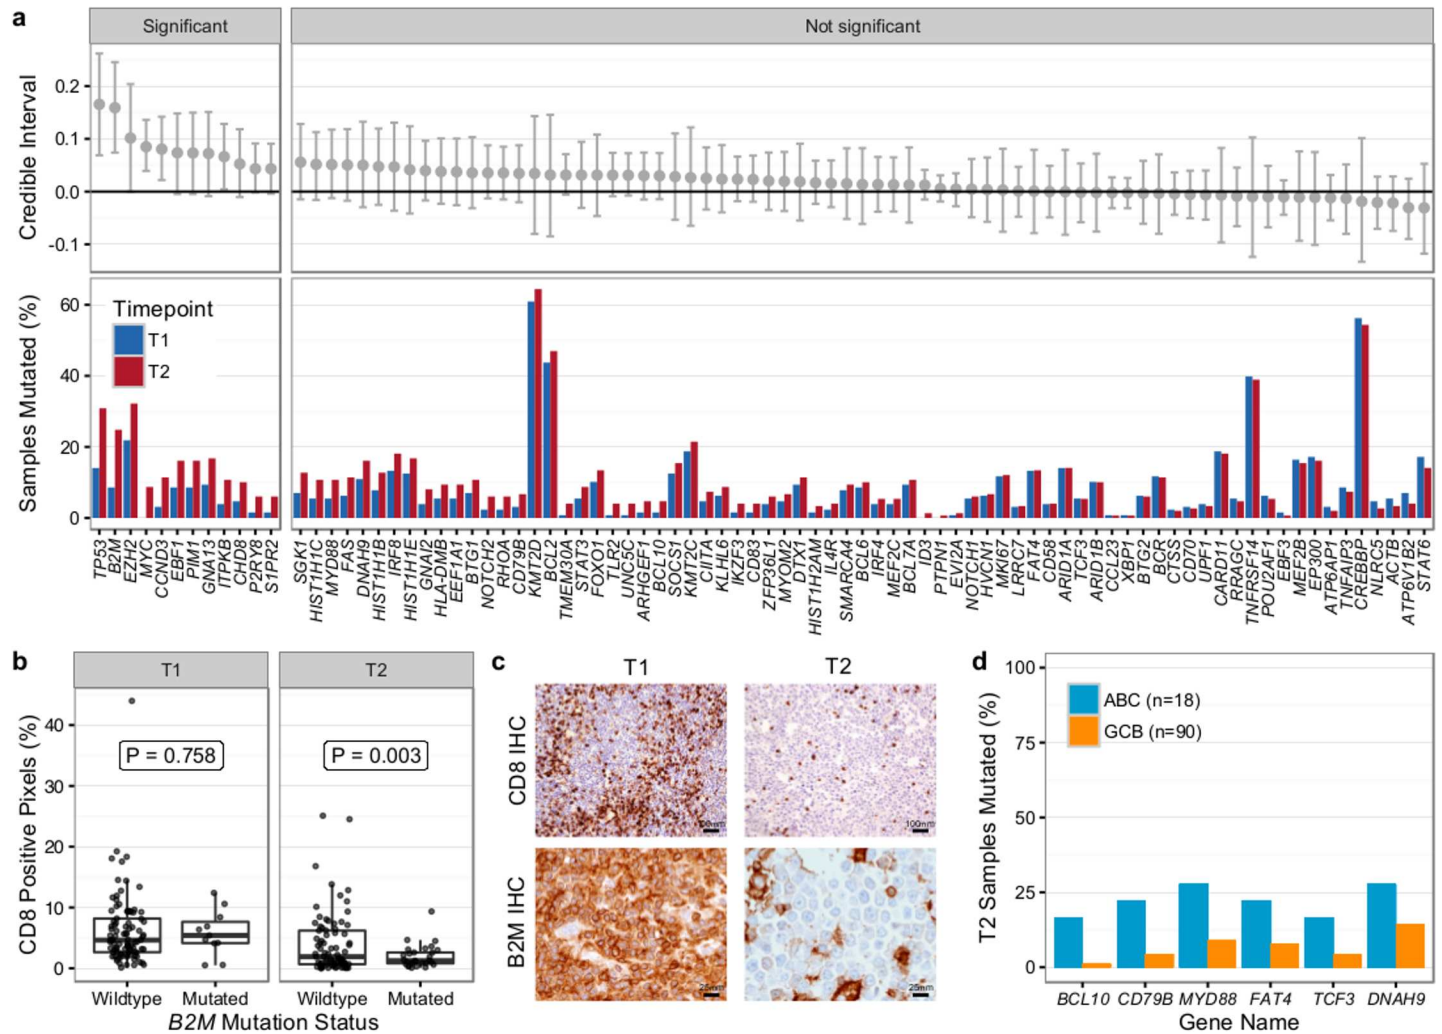 a
Significant
Not significant
Credible Interval
0.2
0.1
0.0
-0.1
Samples Mutated (%)
60
40
20
0
Timepoint
T1
T2
TP53
B2M
EZH2
MYC
CCND3
EBF1
PIM1
GNA13
ITPKB
CHD8
P2RY8
S1PR2
SGK1
HIST1H1C
MYD88
FAS
DNAH9
HIST1H1B
IRF8
HIST1H1E
GNAI2
HLA-DMB
EEF1A1
BTG1
NOTCH2
RHOA
CD79B
KMT2D
BCL2
TMEM30A
STAT3
FOXO1
TLR2
UNC5C
ARHGEF1
BCL10
SOCS1
KMT2C
CIITA
KLHL6
IKZF3
CD83
ZFP36L1
MYOM2
DTX1
HIST1H2AM
IL4R
SMARCA4
BCL6
IRF4
MEF2C
BCL7A
ID3
PTPN1
EVI2A
NOTCH1
HVCN1
MKI67
LRRC7
FAT4
CD58
ARID1A
TCF3
ARID1B
CCL23
XBP1
BTG2
BCR
CTSS
CD70
UPF1
CARD11
RRAGC
TNFRSF14
POU2AF1
EBF3
MEF2B
EP300
ATP6AP1
TNFAIP3
CREBBP
NLRC5
ACTB
ATP6V1B2
STAT6
b
T1
T2
CD8 Positive Pixels (%)
40
30
20
10
0
P = 0.758
P = 0.003
Wildtype
Mutated
Wildtype
Mutated
B2M Mutation Status
c
T1
T2
CD8 IHC
100nm
B2M IHC
25nm
25nm
d
T2 Samples Mutated (%)
100
75
50
25
0
ABC (n=18)
GCB (n=90)
BCL10
CD79B
MYD88
FAT4
TCF3
DNAH9
Gene Name